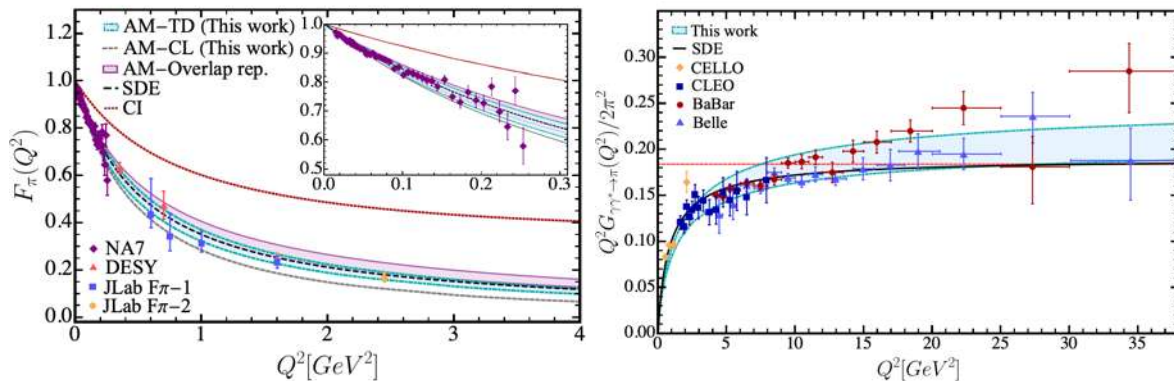 1.2
1.0
0.8
0.6
0.4
0.2
0.0
F_π(Q²)
AM−TD (This work)
AM−CL (This work)
AM−Overlap rep.
SDE
CI
NA7
DESY
JLab Fπ−1
JLab Fπ−2
0 1 2 3 4
Q²[GeV²]
1.0
0.9
0.8
0.7
0.6
0.5
0.0 0.1 0.2 0.3
0.30
0.25
0.20
0.15
0.10
0.05
0.00
Q²G_γγ*→π(Q²)/2π²
This work
SDE
CELLO
CLEO
BaBar
Belle
0 5 10 15 20 25 30 35
Q²[GeV²]